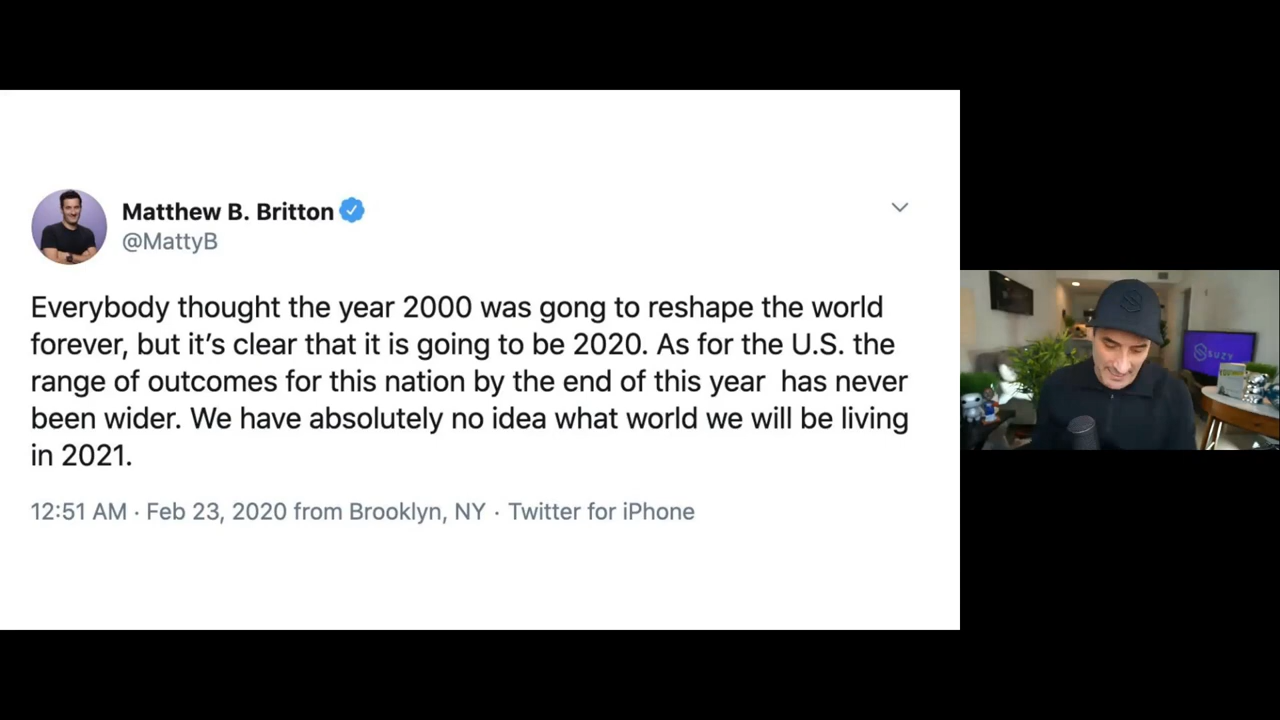 Matthew B. Britton
@MattyB
Everybody thought the year 2000 was gong to reshape the world
forever, but it’s clear that it is going to be 2020. As for the U.S. the
range of outcomes for this nation by the end of this year  has never
been wider. We have absolutely no idea what world we will be living
in 2021.
12:51 AM · Feb 23, 2020 from Brooklyn, NY · Twitter for iPhone
SUZY